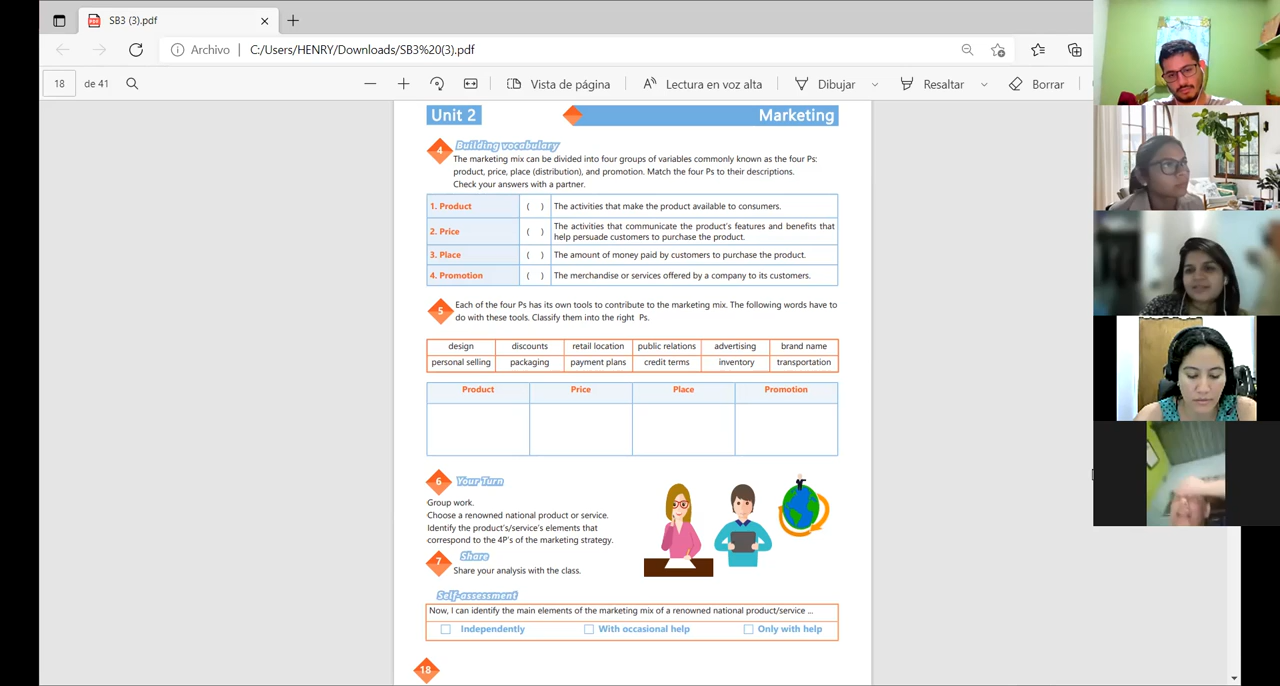 SB3 (3).pdf
Archivo
C:/Users/HENRY/Downloads/SB3%20(3).pdf
18 de 41
Vista de página
Lectura en voz alta
Dibujar
Resaltar
Borrar
Unit 2
Marketing
4 Building vocabulary
The marketing mix can be divided into four groups of variables commonly known as the four Ps:
product, price, place (distribution), and promotion. Match the four Ps to their descriptions.
Check your answers with a partner.
1. Product ( ) The activities that make the product available to consumers.
2. Price ( ) The activities that communicate the product's features and benefits that
help persuade customers to purchase the product.
3. Place ( ) The amount of money paid by customers to purchase the product.
4. Promotion ( ) The merchandise or services offered by a company to its customers.
5 Each of the four Ps has its own tools to contribute to the marketing mix. The following words have to
do with these tools. Classify them into the right Ps.
design discounts retail location public relations advertising brand name
personal selling packaging payment plans credit terms inventory transportation
Product Price Place Promotion
6 Your Turn
Group work.
Choose a renowned national product or service.
Identify the product's/service's elements that
correspond to the 4P's of the marketing strategy.
7 Share
Share your analysis with the class.
Self-assessment
Now, I can identify the main elements of the marketing mix of a renowned national product/service ...
Independently With occasional help Only with help
18